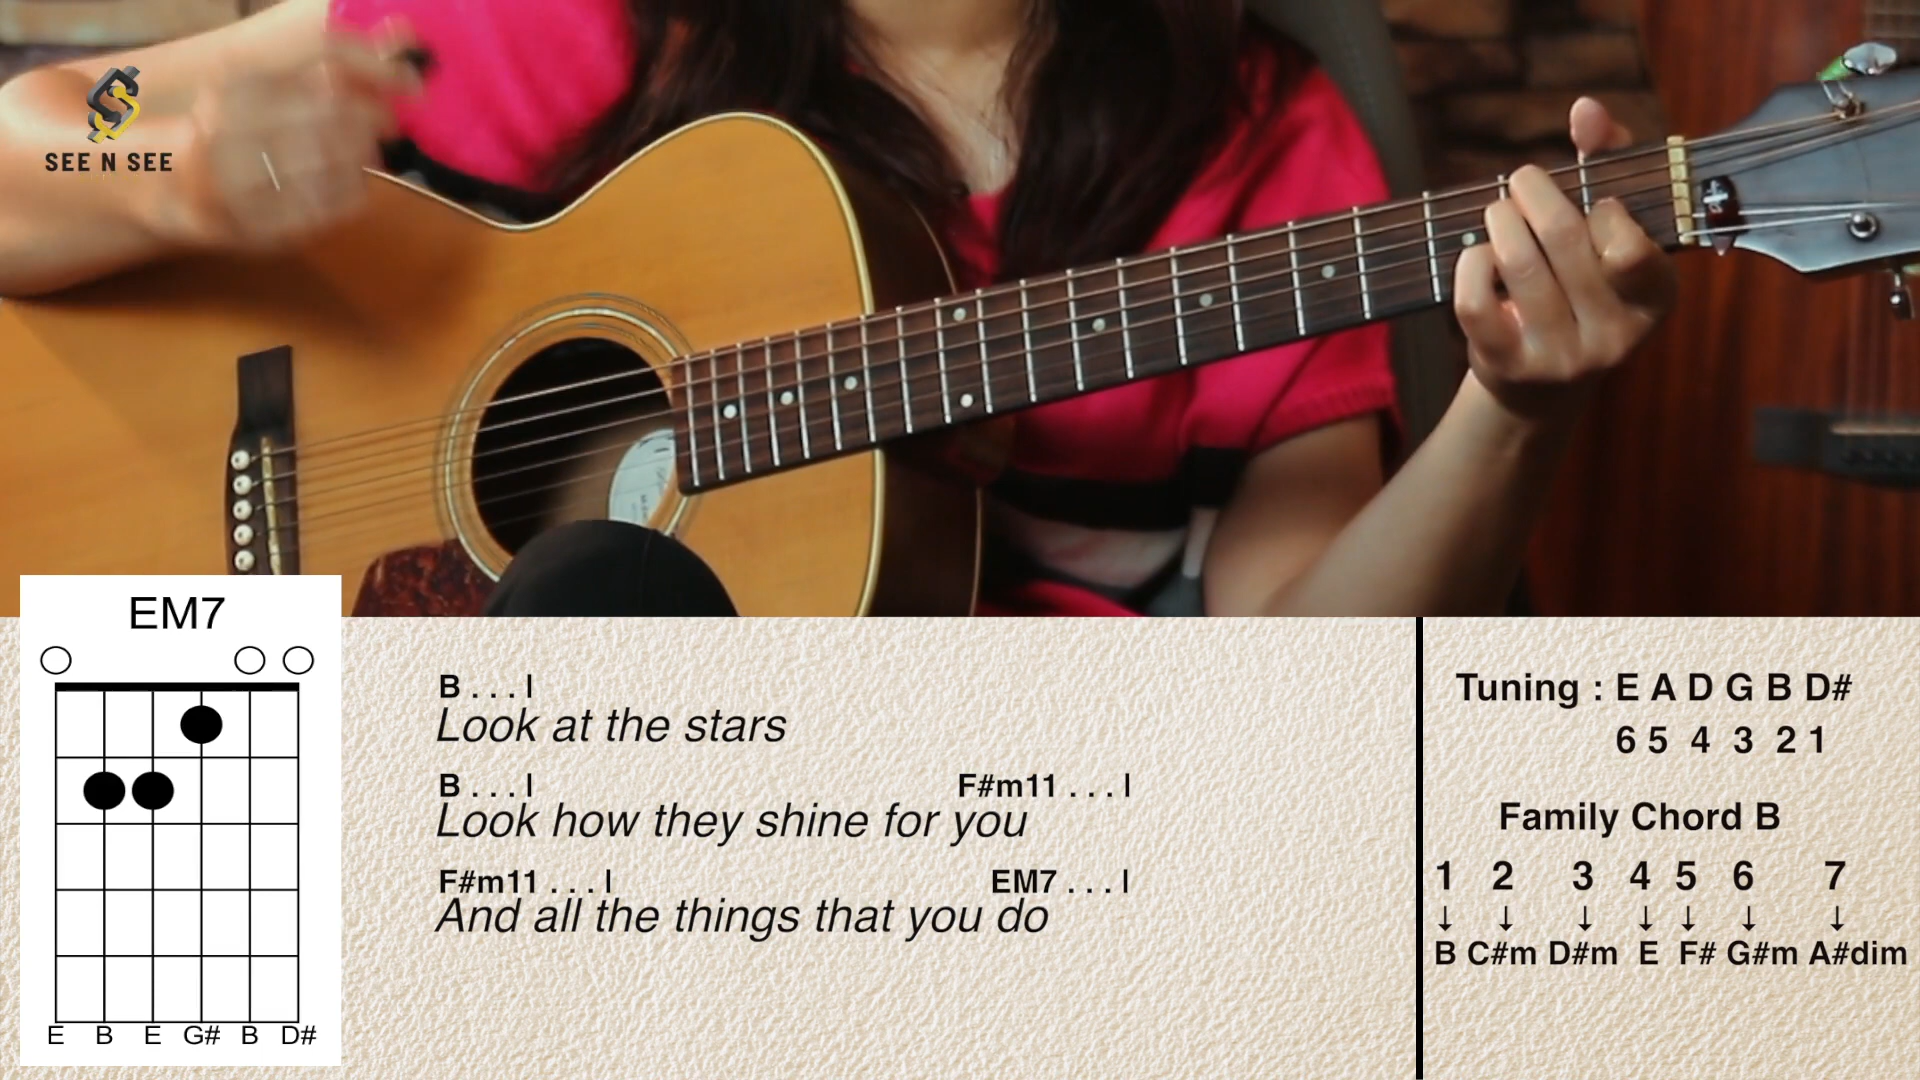 SEE N SEE
EM7
E B E G# B D#
B . . . |
Look at the stars
B . . . | F#m11 . . . |
Look how they shine for you
F#m11 . . . | EM7 . . . |
And all the things that you do
Tuning : E A D G B D#
6 5 4 3 2 1
Family Chord B
1 2 3 4 5 6 7
↓ ↓ ↓ ↓ ↓ ↓ ↓
B C#m D#m E F# G#m A#dim